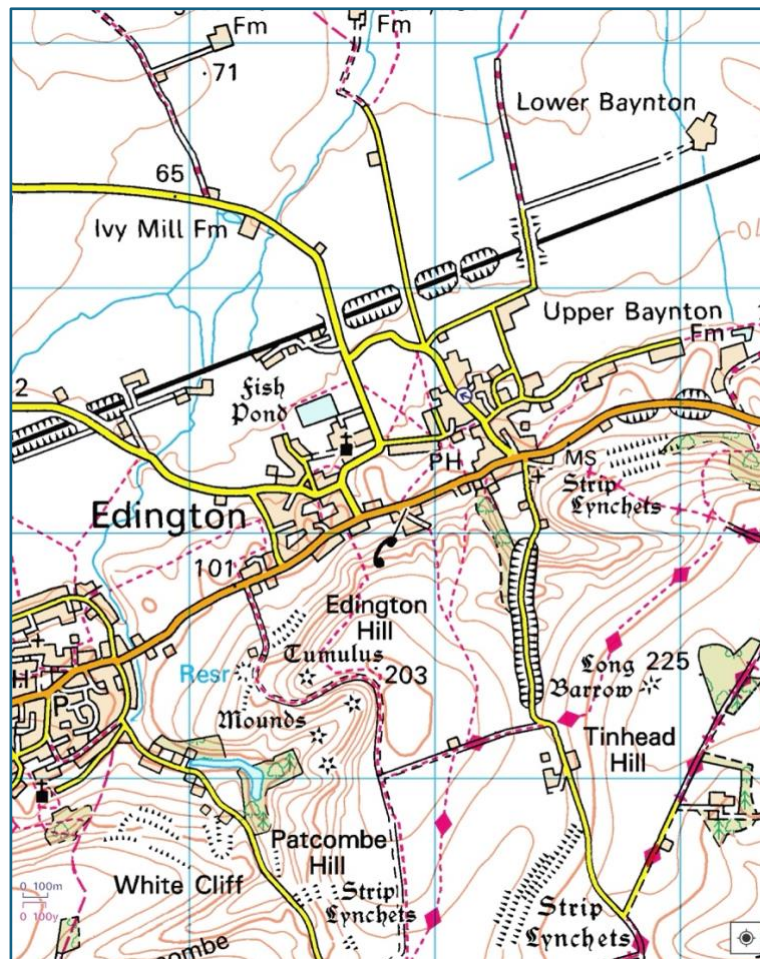 Fm
Fm
71
Lower Baynton
65
Ivy Mill Fm
Upper Baynton
Fm
2
Fish
Pond
PH
MS
Strip
Lynchets
Edington
101
Edington
Hill
Tumulus
Resr
203
Long 225
Barrow
Mounds
P
Tinhead
Hill
Patcombe
Hill
White Cliff
Strip
Lynchets
Strip
Lynchets
0 100m
0 100y
combe